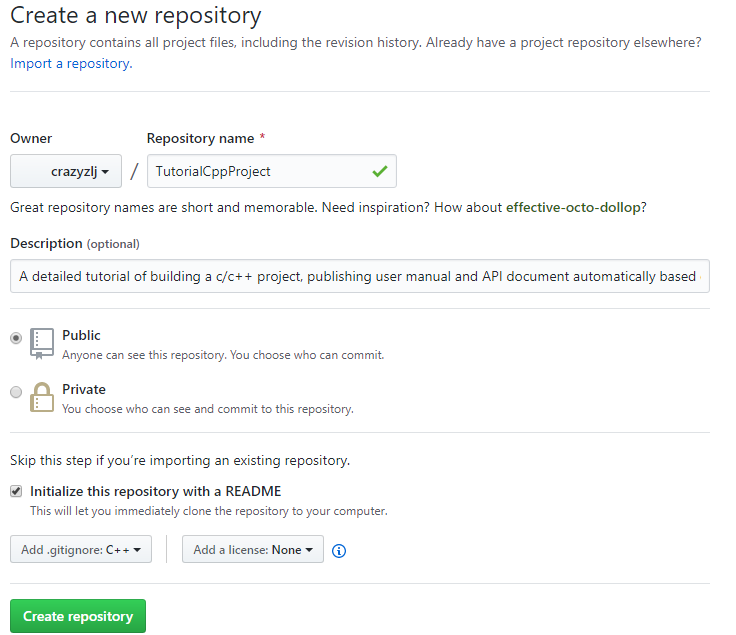 Create a new repository
A repository contains all project files, including the revision history. Already have a project repository elsewhere?
Import a repository.
Owner
Repository name *
crazyzlj
/
TutorialCppProject
Great repository names are short and memorable. Need inspiration? How about effective-octo-dollop?
Description (optional)
A detailed tutorial of building a c/c++ project, publishing user manual and API document automatically based
Public
Anyone can see this repository. You choose who can commit.
Private
You choose who can see and commit to this repository.
Skip this step if you’re importing an existing repository.
Initialize this repository with a README
This will let you immediately clone the repository to your computer.
Add .gitignore: C++
Add a license: None
Create repository